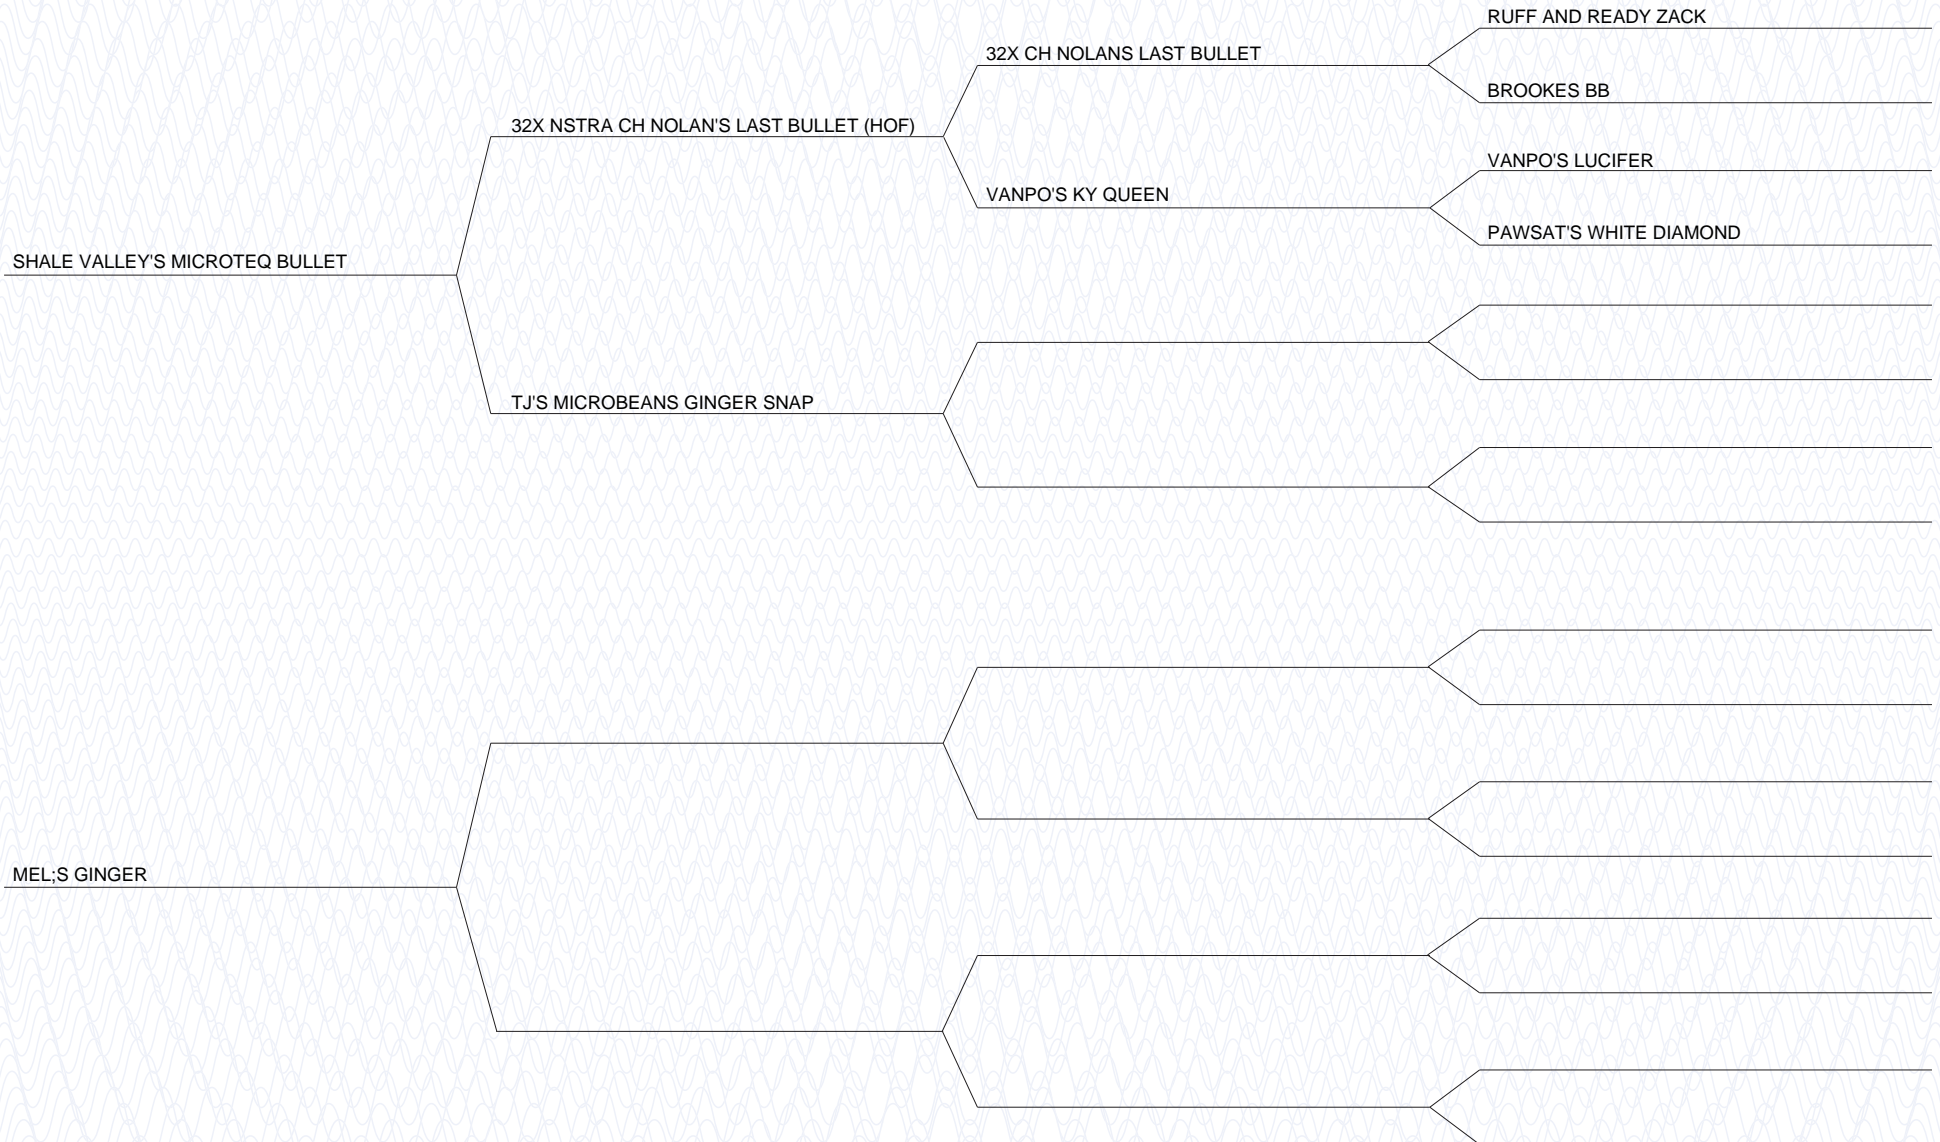 RUFF AND READY ZACK
32X CH NOLANS LAST BULLET
BROOKES BB
32X NSTRA CH NOLAN'S LAST BULLET (HOF)
VANPO'S LUCIFER
VANPO'S KY QUEEN
PAWSAT'S WHITE DIAMOND
SHALE VALLEY'S MICROTEQ BULLET
TJ'S MICROBEANS GINGER SNAP
MEL;S GINGER